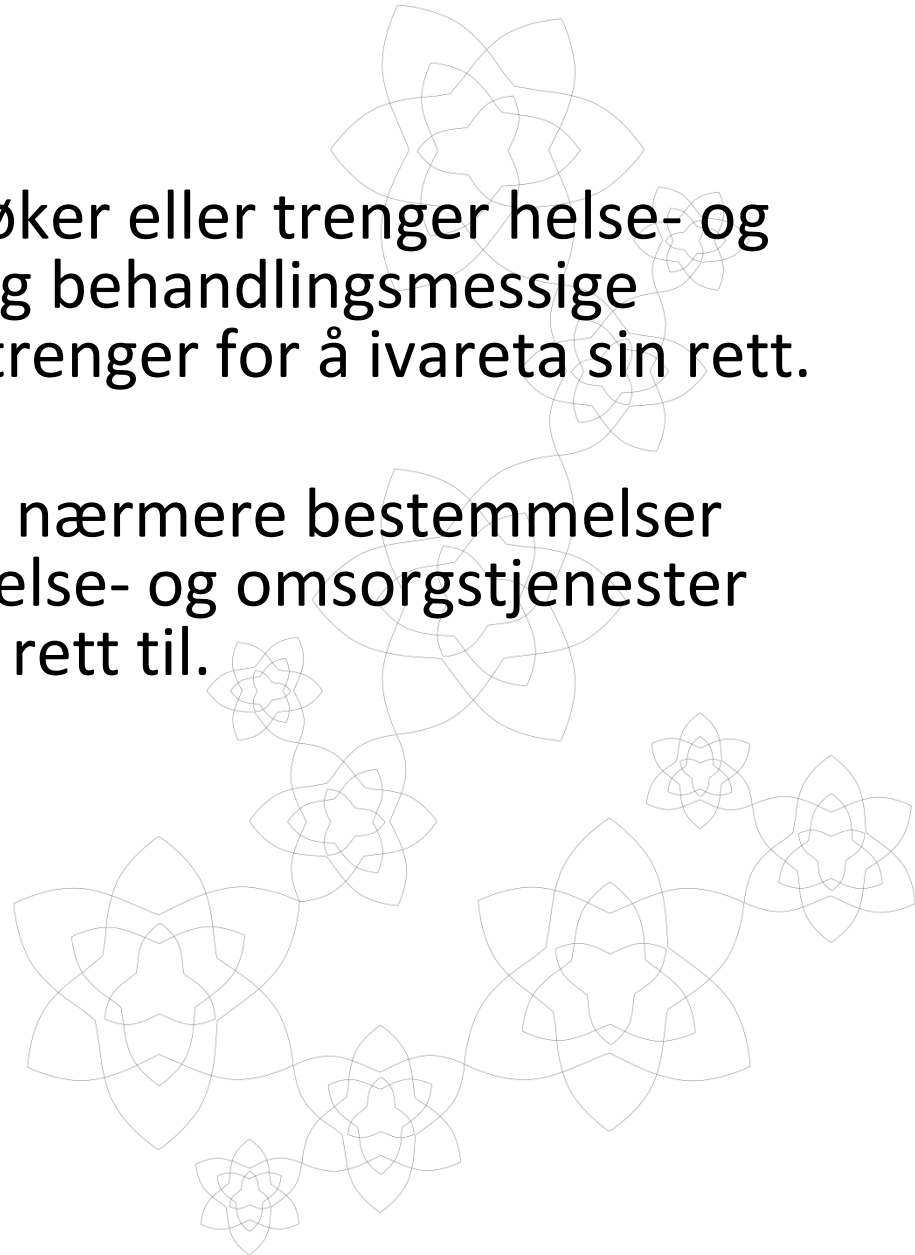 øker eller trenger helse- og
g behandlingsmessige
trenger for å ivareta sin rett.
nærmere bestemmelser
else- og omsorgstjenester
rett til.